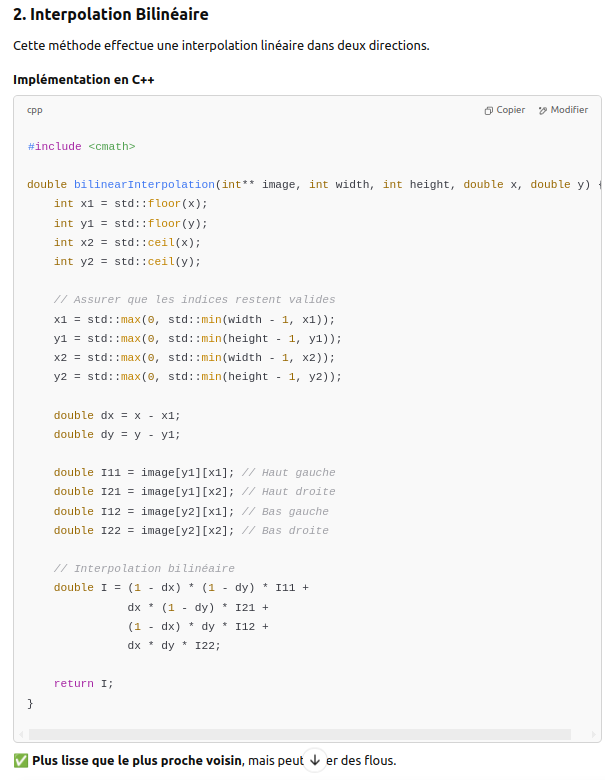 2. Interpolation Bilinéaire
Cette méthode effectue une interpolation linéaire dans deux directions.
Implémentation en C++
cpp Copier Modifier
#include <cmath>
double bilinearInterpolation(int** image, int width, int height, double x, double y) {
    int x1 = std::floor(x);
    int y1 = std::floor(y);
    int x2 = std::ceil(x);
    int y2 = std::ceil(y);
    // Assurer que les indices restent valides
    x1 = std::max(0, std::min(width - 1, x1));
    y1 = std::max(0, std::min(height - 1, y1));
    x2 = std::max(0, std::min(width - 1, x2));
    y2 = std::max(0, std::min(height - 1, y2));
    double dx = x - x1;
    double dy = y - y1;
    double I11 = image[y1][x1]; // Haut gauche
    double I21 = image[y1][x2]; // Haut droite
    double I12 = image[y2][x1]; // Bas gauche
    double I22 = image[y2][x2]; // Bas droite
    // Interpolation bilinéaire
    double I = (1 - dx) * (1 - dy) * I11 +
               dx * (1 - dy) * I21 +
               (1 - dx) * dy * I12 +
               dx * dy * I22;
    return I;
}
✅ Plus lisse que le plus proche voisin, mais peut er des flous.